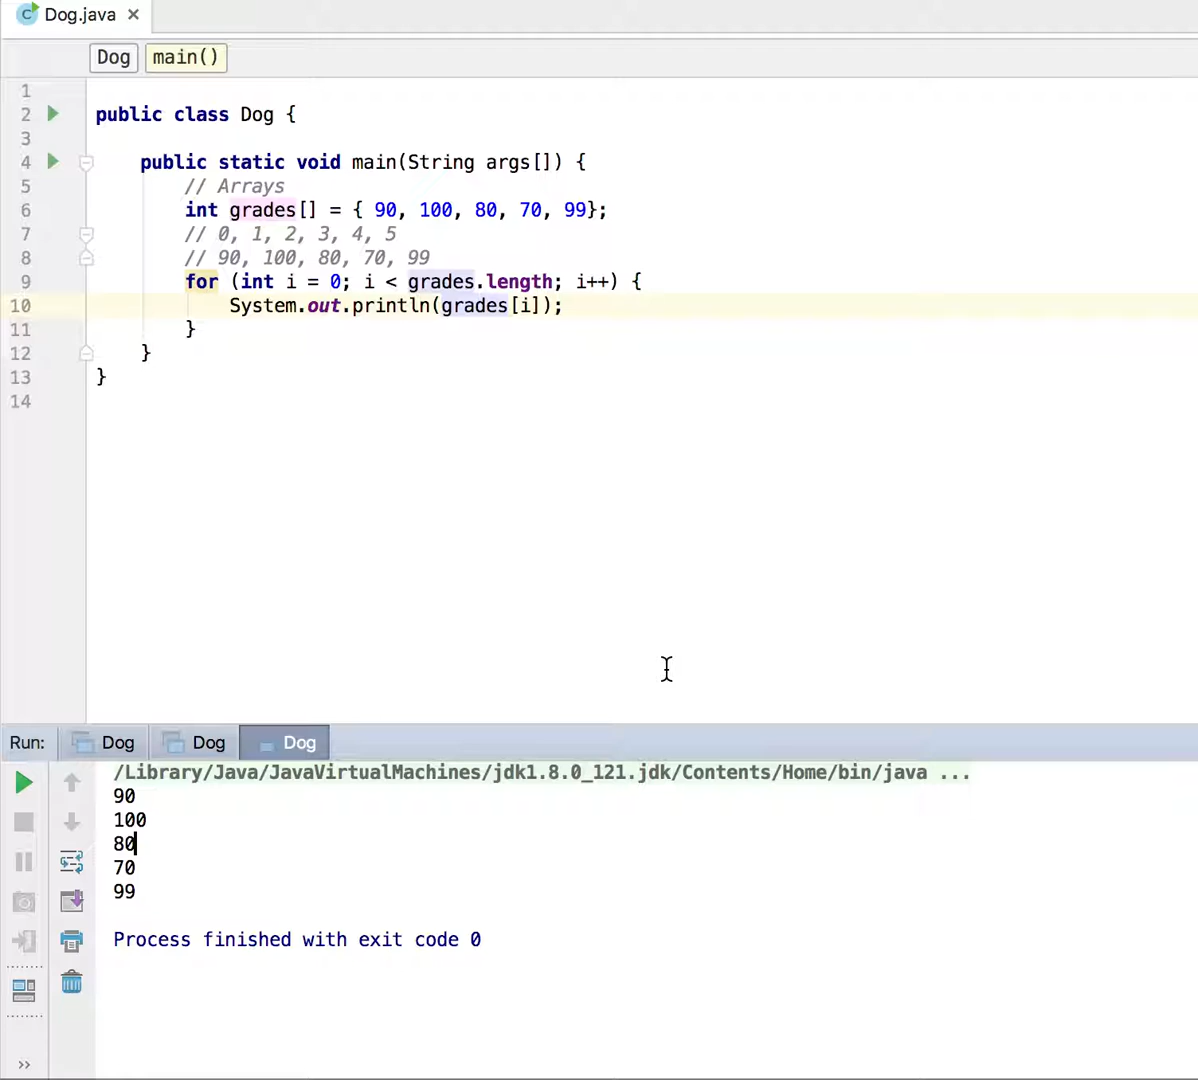 Dog.java ×
Dog main()
1
2 public class Dog {
3
4 public static void main(String args[]) {
5 // Arrays
6 int grades[] = { 90, 100, 80, 70, 99};
7 // 0, 1, 2, 3, 4, 5
8 // 90, 100, 80, 70, 99
9 for (int i = 0; i < grades.length; i++) {
10 System.out.println(grades[i]);
11 }
12 }
13 }
14
Run: Dog Dog Dog
/Library/Java/JavaVirtualMachines/jdk1.8.0_121.jdk/Contents/Home/bin/java ...
90
100
80
70
99
Process finished with exit code 0